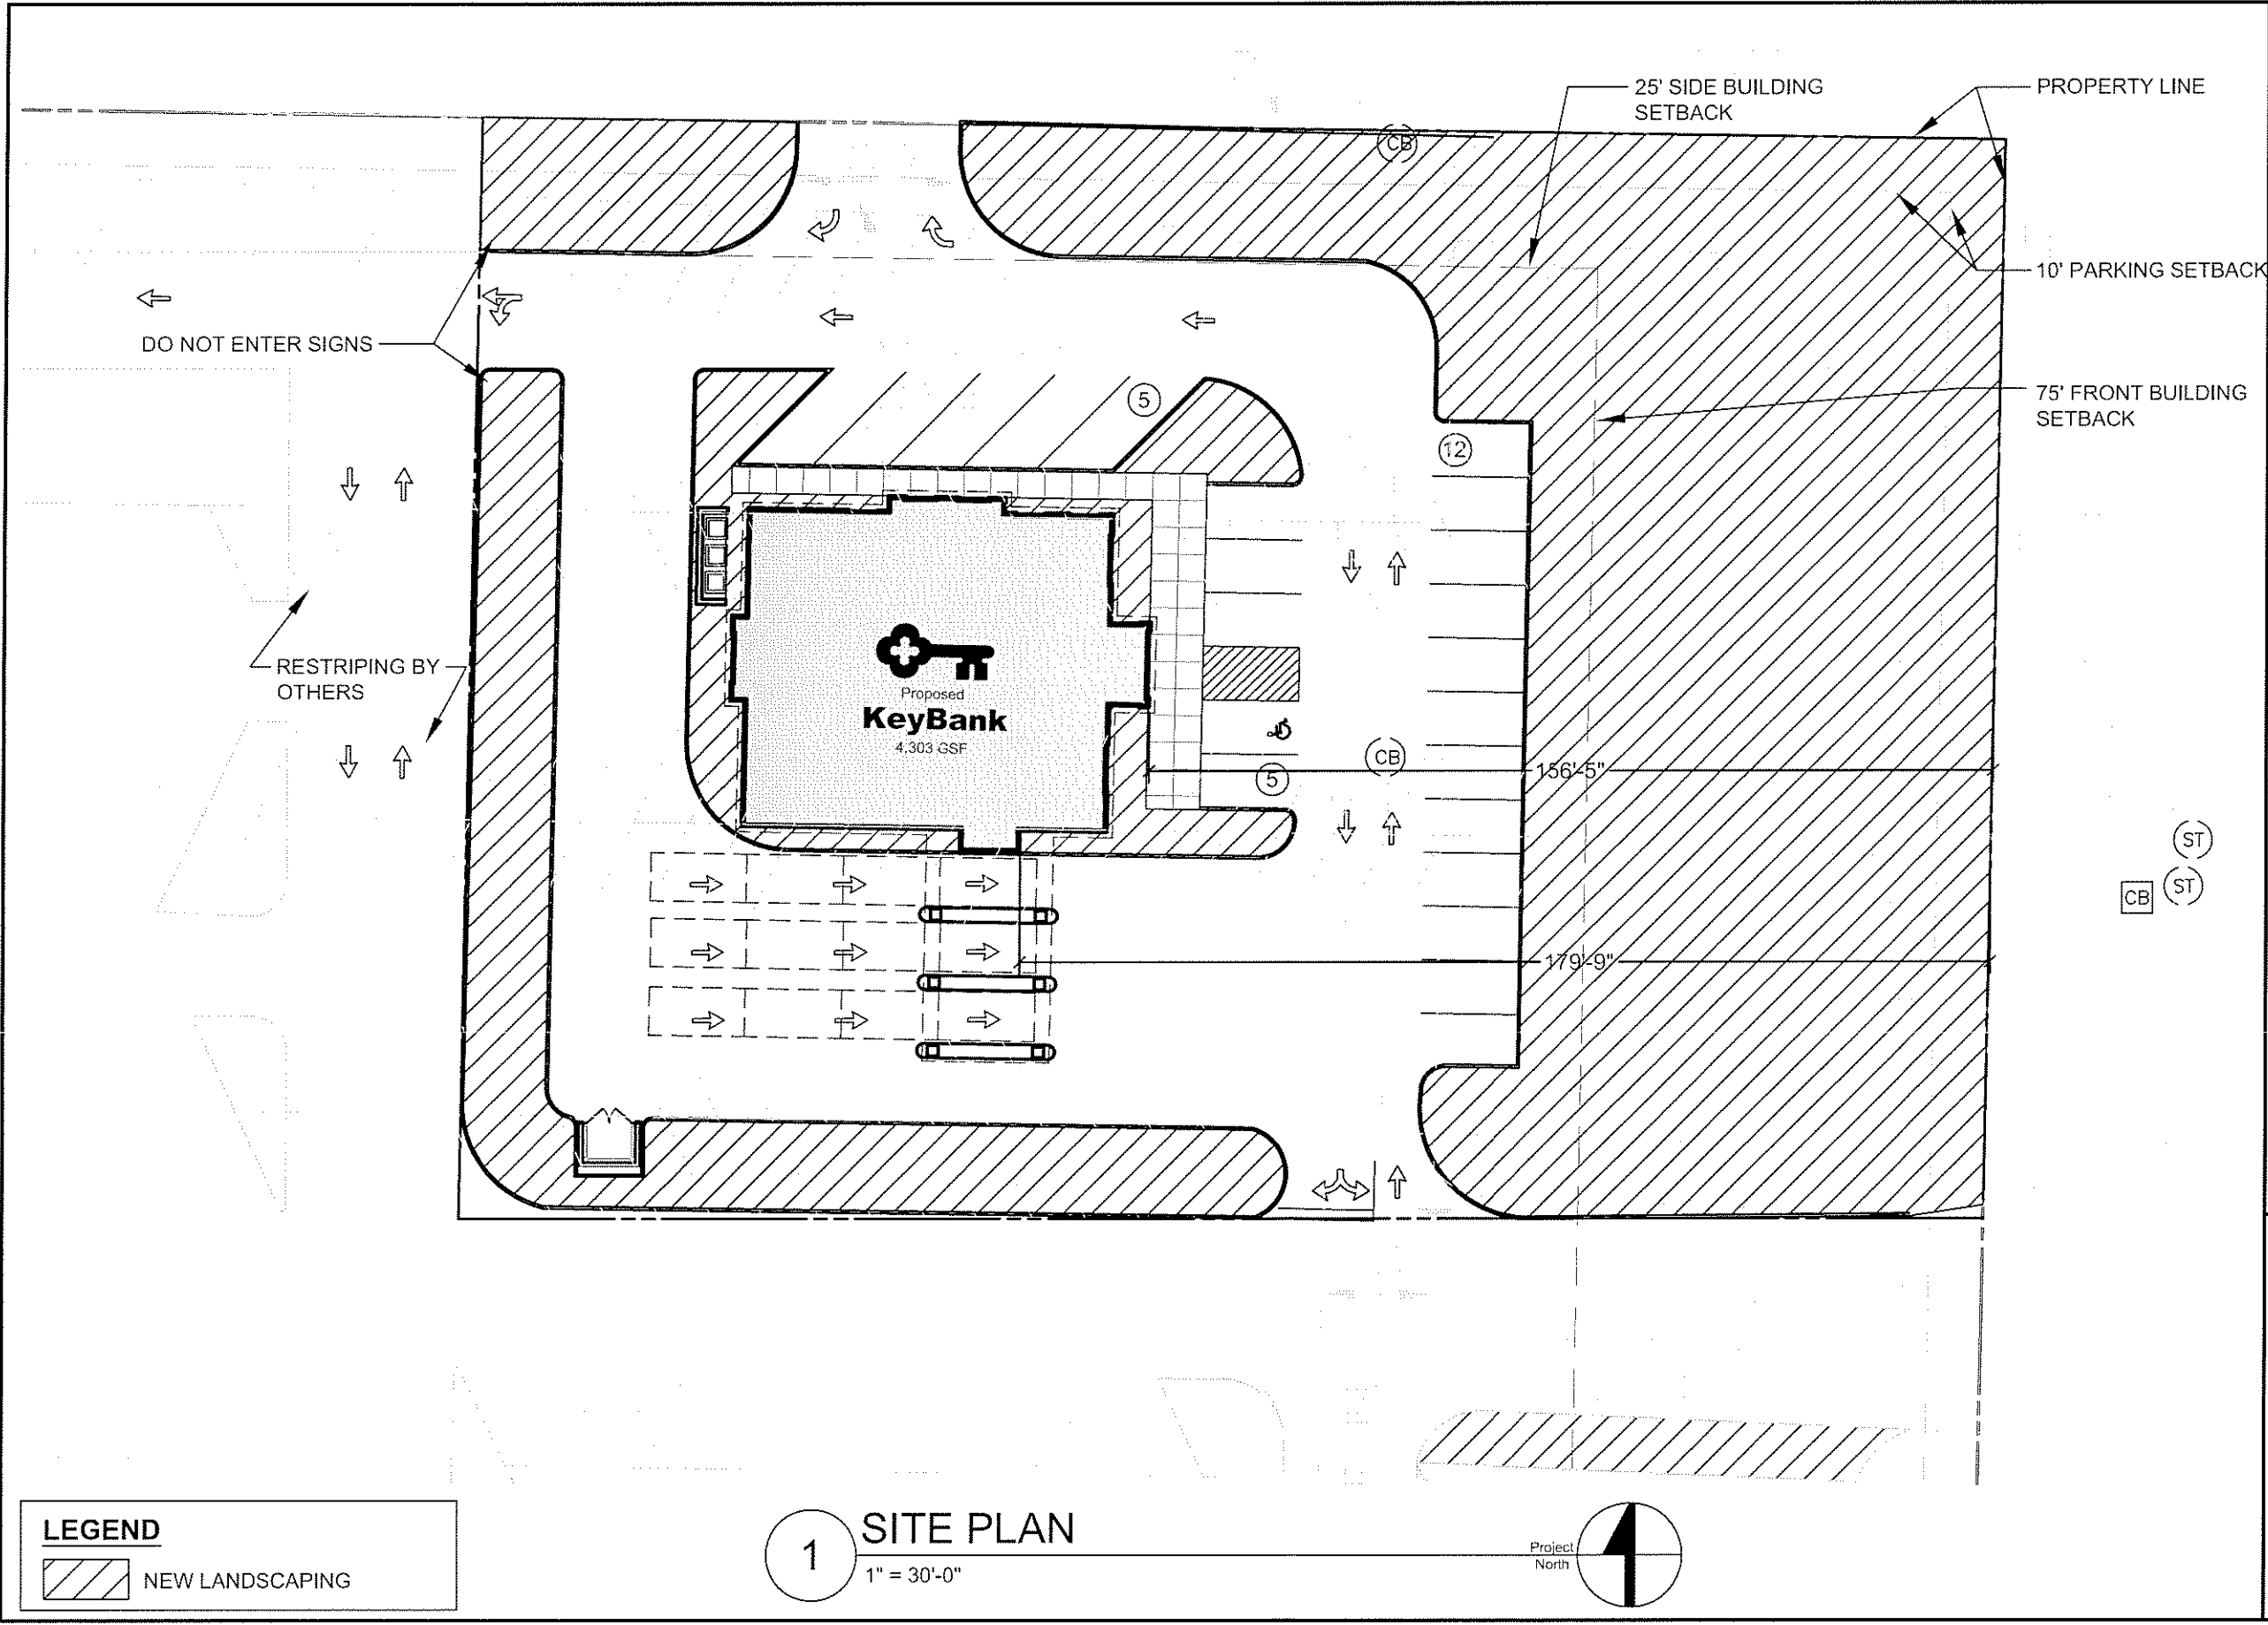 25' SIDE BUILDING
SETBACK
PROPERTY LINE
CB
10' PARKING SETBACK
DO NOT ENTER SIGNS
75' FRONT BUILDING
SETBACK
5
12
RESTRIPING BY
OTHERS
Proposed
KeyBank
4,303 GSF
CB
5
156'-5"
ST
ST
CB
179'-9"
LEGEND
NEW LANDSCAPING
1
SITE PLAN
1" = 30'-0"
Project
North